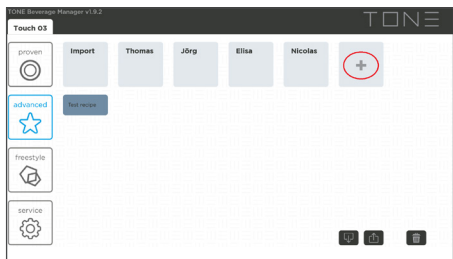 TONE Beverage Manager v1.9.2
TONE
Touch 03
proven
Import
Thomas
Jörg
Elisa
Nicolas
advanced
Test recipe
freestyle
service